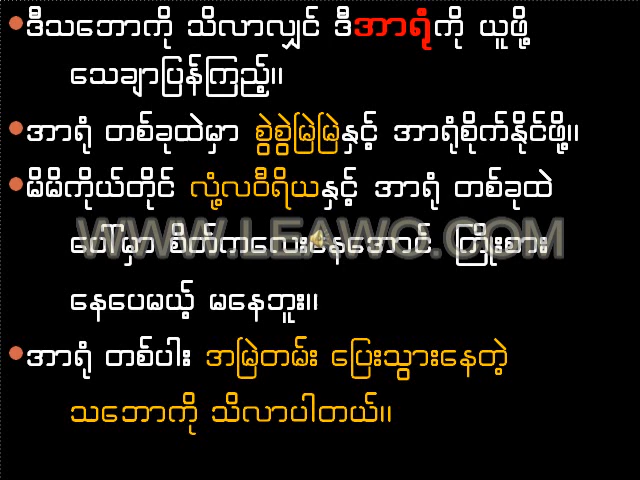 ဒီသဘောကို သိလာလျှင် ဒီအာရုံကို ယူဖို့
သေချာပြန်ကြည့်။
အာရုံ တစ်ခုထဲမှာ စွဲစွဲမြဲမြဲနှင့် အာရုံစိုက်နိုင်ဖို့။
မိမိကိုယ်တိုင် လုံ့လဝီရိယနှင့် အာရုံ တစ်ခုထဲ
ပေါ်မှာ စိတ်ကလေးနေအောင် ကြိုးစား
နေပေမယ့် မနေဘူး။
အာရုံ တစ်ပါး အမြဲတမ်း ပြေးသွားနေတဲ့
သဘောကို သိလာပါတယ်။
WWW.LEAWO.COM